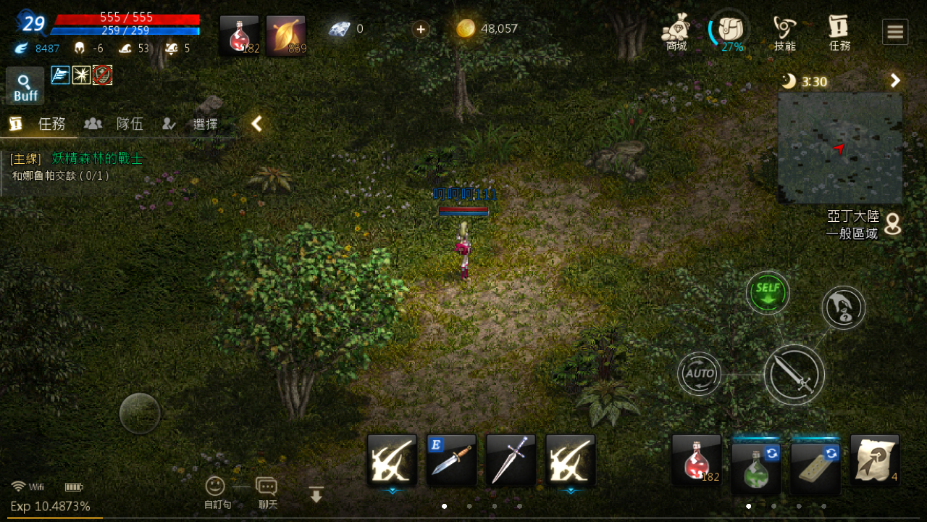 29
555 / 555
259 / 259
8487
-6
53
5
182
869
0
48,057
商城
27%
技能
任務
Buff
3:30
任務
隊伍
選擇
[主線] 妖精森林的戰士
和娜魯帕交談 ( 0/1 )
亞丁大陸
一般區域
SELF
AUTO
E
182
4
Wifi
自訂句
聊天
Exp 10.4873%